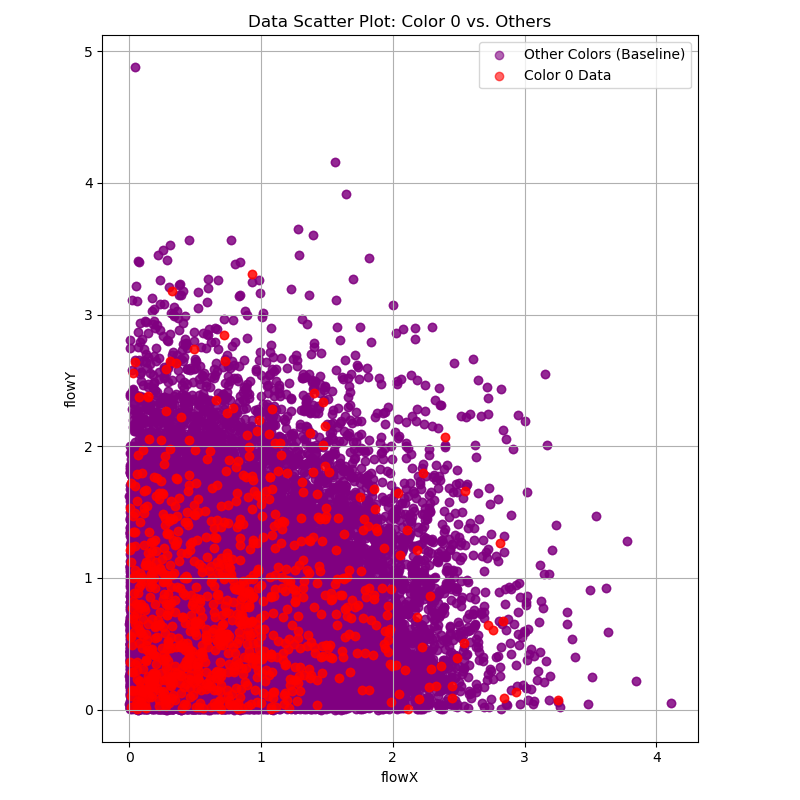 Data Scatter Plot: Color 0 vs. Others
Other Colors (Baseline)
Color 0 Data
5
4
3
2
1
0
flowY
0 1 2 3 4
flowX